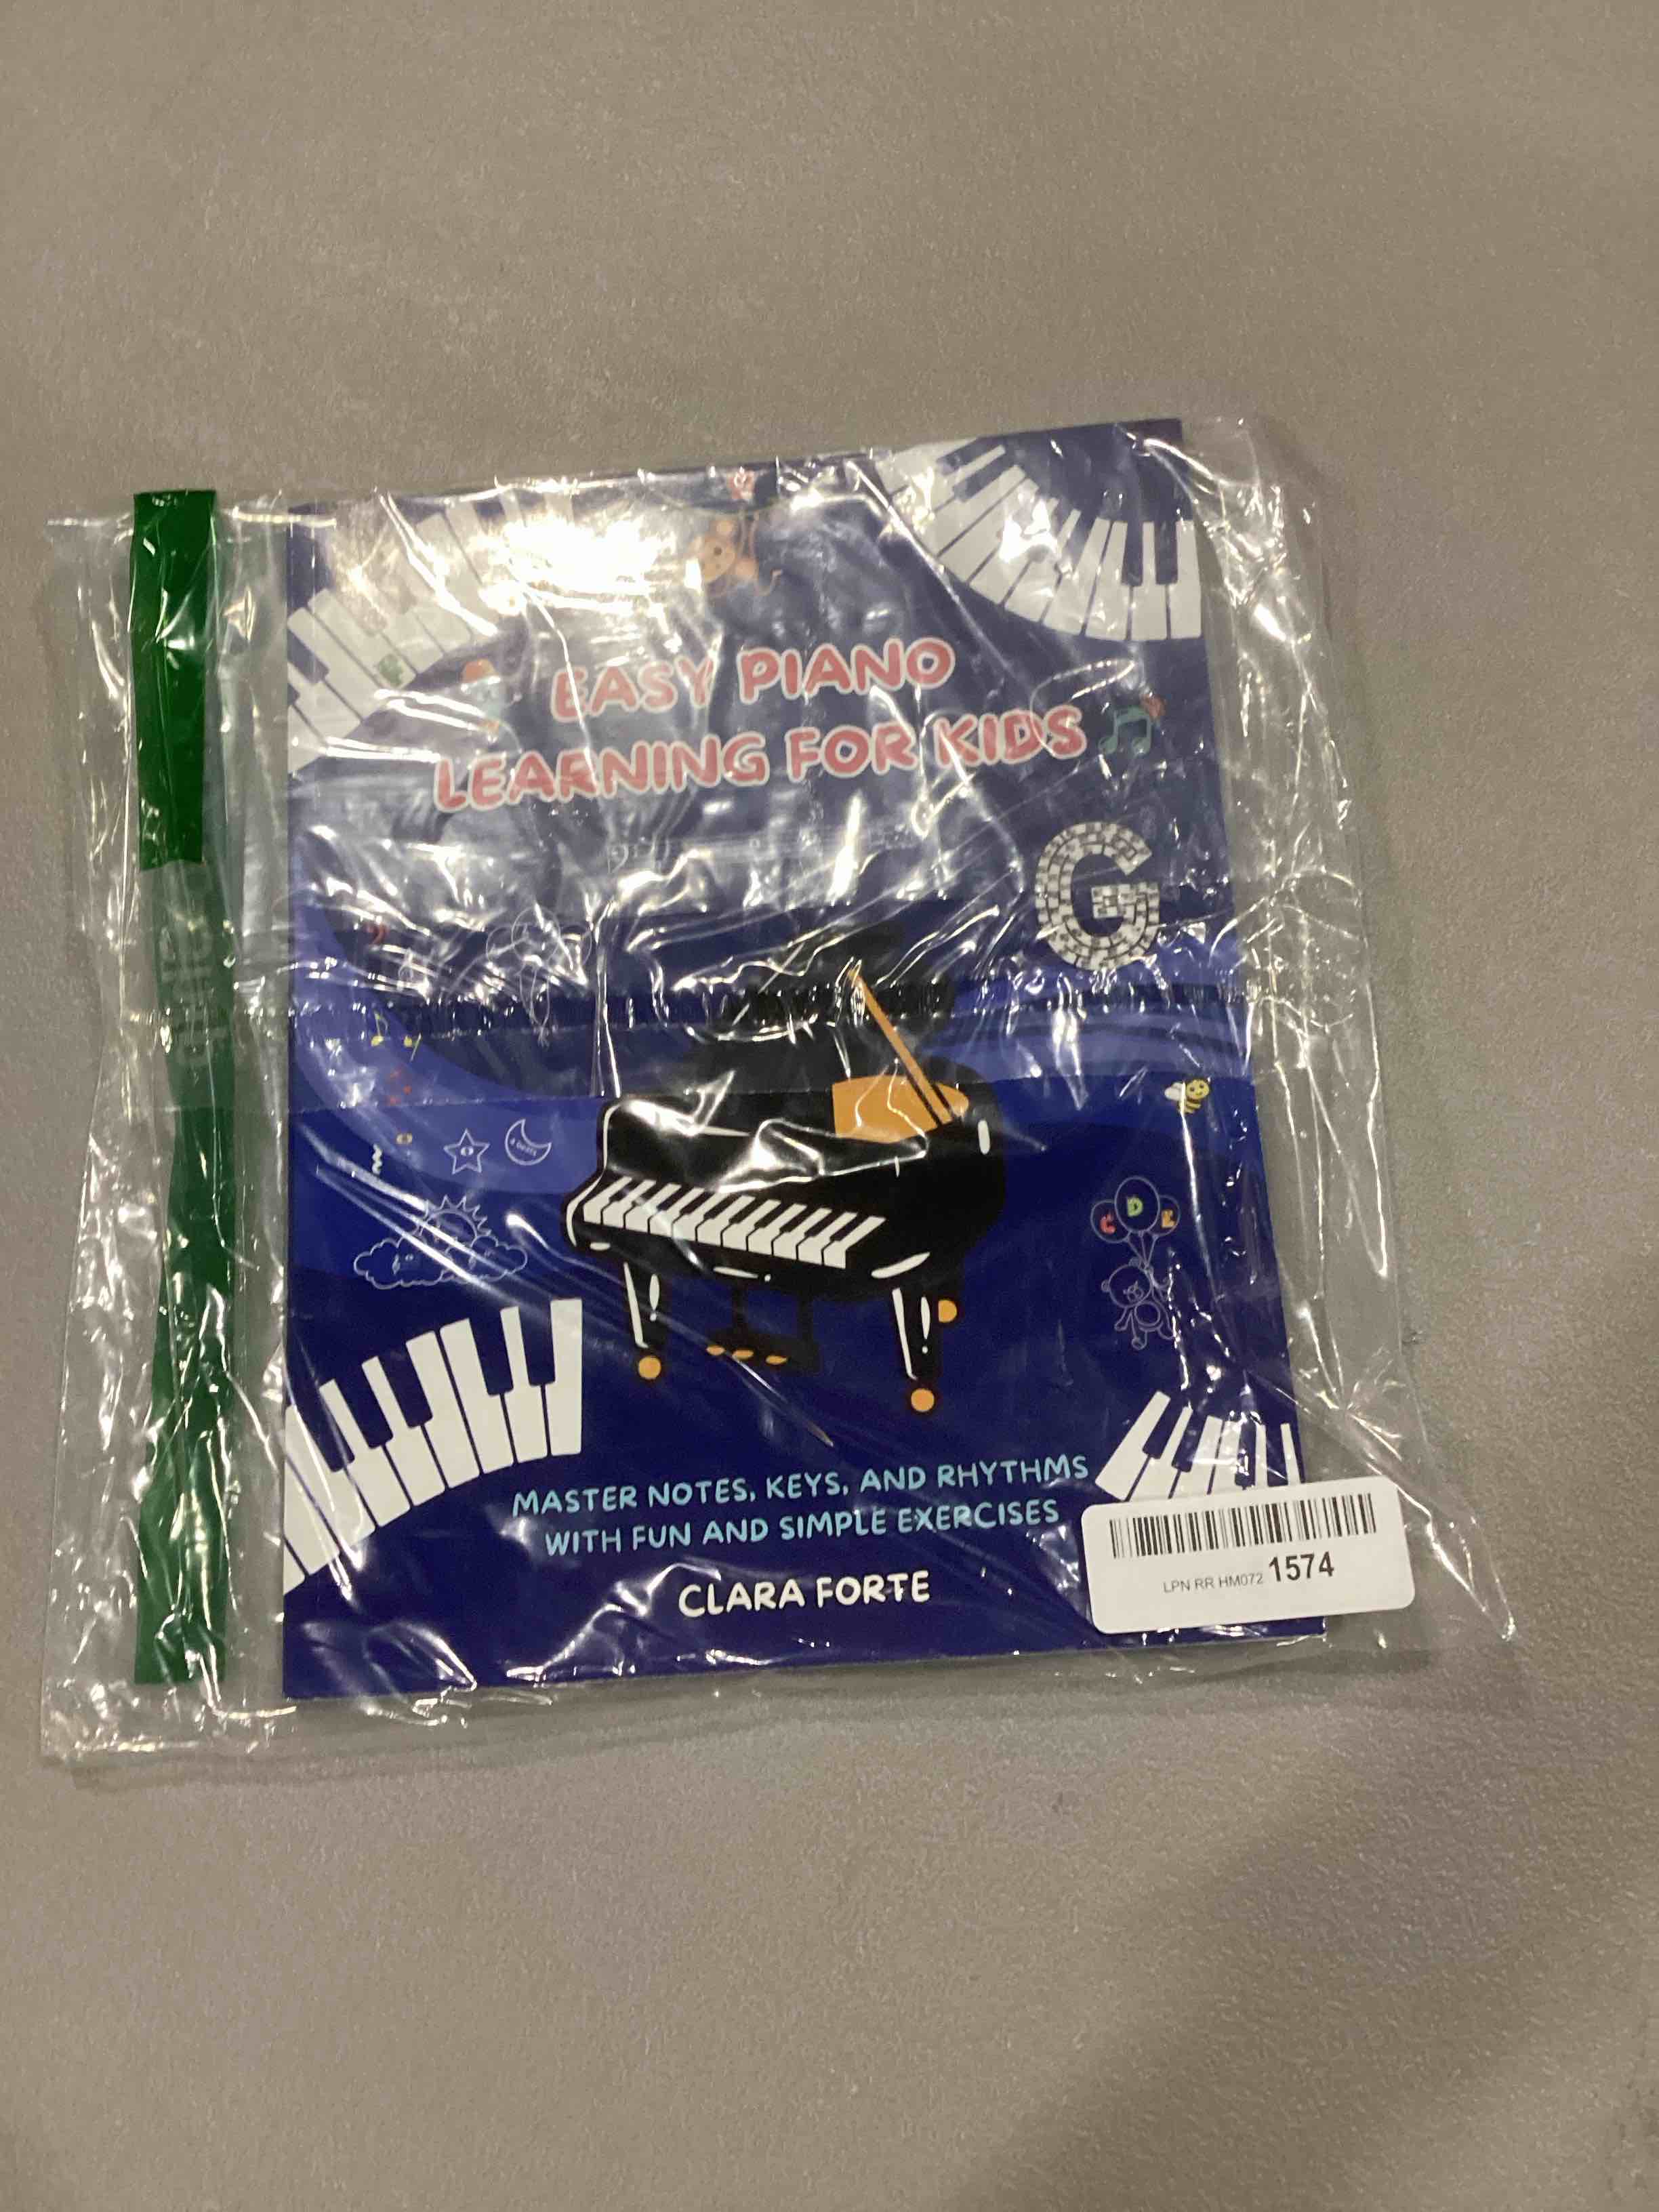 EASY PIANO
LEARNING FOR KIDS
G
C D E
MASTER NOTES, KEYS, AND RHYTHMS
WITH FUN AND SIMPLE EXERCISES
CLARA FORTE
LPN RR HM072 1574